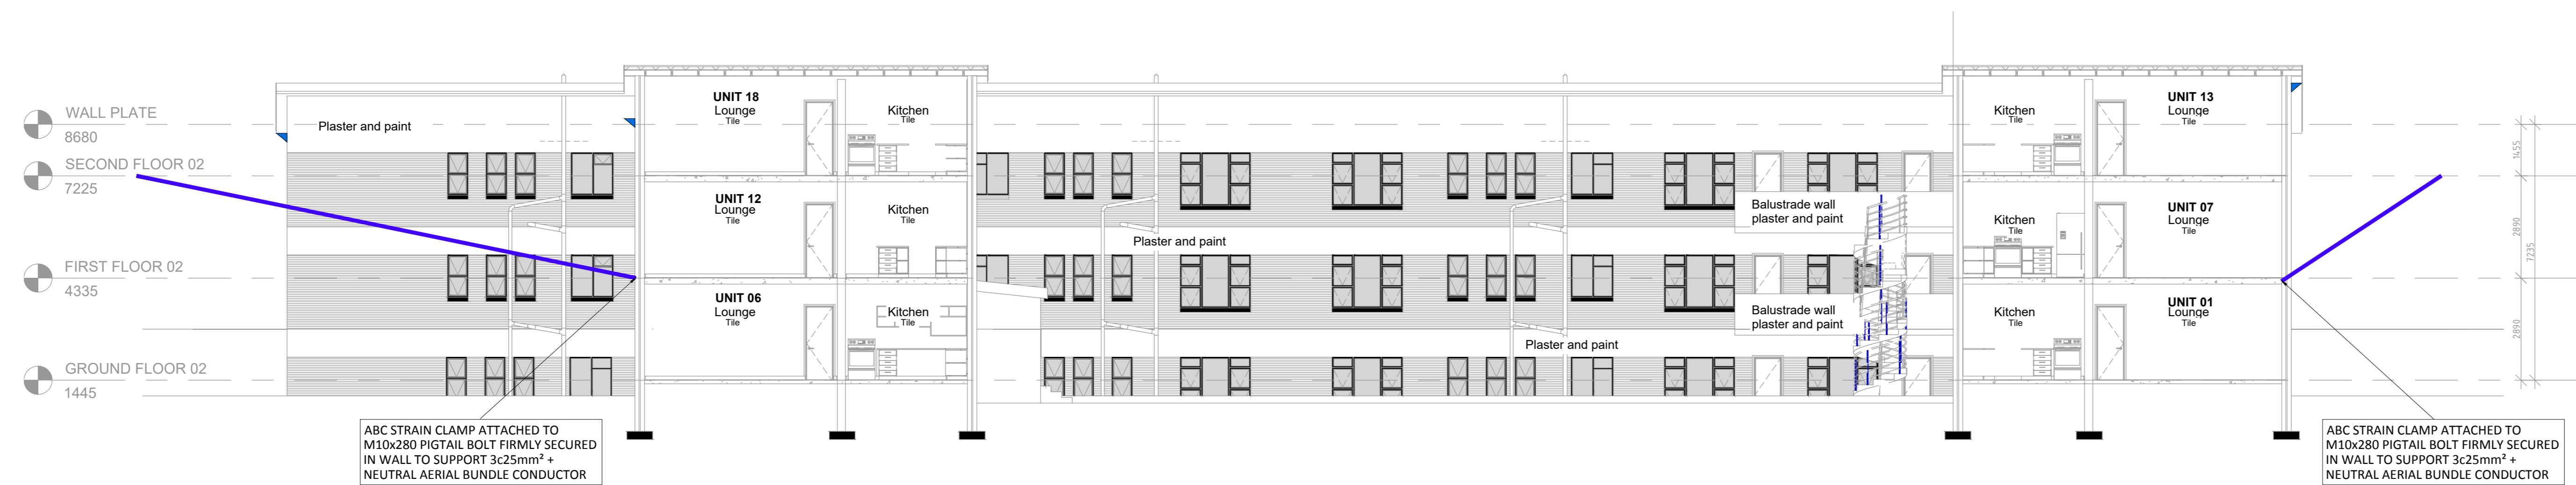 WALL PLATE
8680
SECOND FLOOR 02
7225
FIRST FLOOR 02
4335
GROUND FLOOR 02
1445
Plaster and paint
UNIT 18
Lounge
Tile
Kitchen
Tile
UNIT 12
Lounge
Tile
Kitchen
Tile
UNIT 06
Lounge
Tile
Kitchen
Tile
ABC STRAIN CLAMP ATTACHED TO
M10x280 PIGTAIL BOLT FIRMLY SECURED
IN WALL TO SUPPORT 3c25mm² +
NEUTRAL AERIAL BUNDLE CONDUCTOR
Plaster and paint
Plaster and paint
Balustrade wall
plaster and paint
Balustrade wall
plaster and paint
Kitchen
Tile
UNIT 13
Lounge
Tile
Kitchen
Tile
UNIT 07
Lounge
Tile
Kitchen
Tile
UNIT 01
Lounge
Tile
1455
2890
7235
2890
ABC STRAIN CLAMP ATTACHED TO
M10x280 PIGTAIL BOLT FIRMLY SECURED
IN WALL TO SUPPORT 3c25mm² +
NEUTRAL AERIAL BUNDLE CONDUCTOR